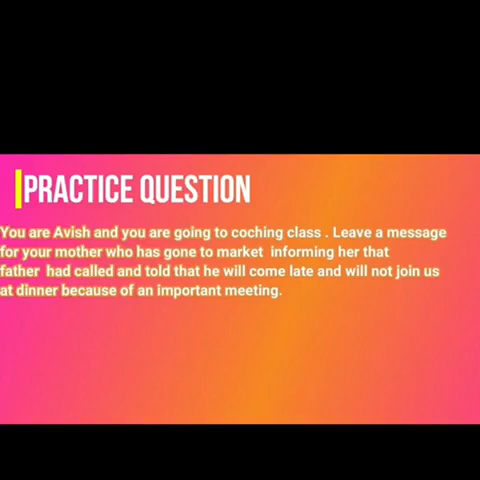 PRACTICE QUESTION
You are Avish and you are going to coching class . Leave a message
for your mother who has gone to market informing her that
father had called and told that he will come late and will not join us
at dinner because of an important meeting.